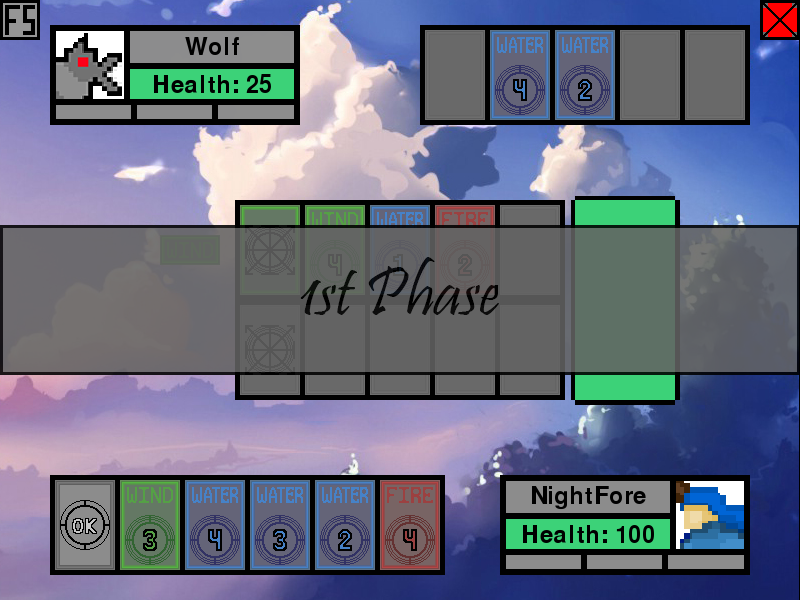 FS
Wolf
Health: 25
WATER
4
WATER
2
WIND
4
WATER
1
FIRE
2
1st Phase
OK
WIND
3
WATER
4
WATER
3
WATER
2
FIRE
4
NightFore
Health: 100